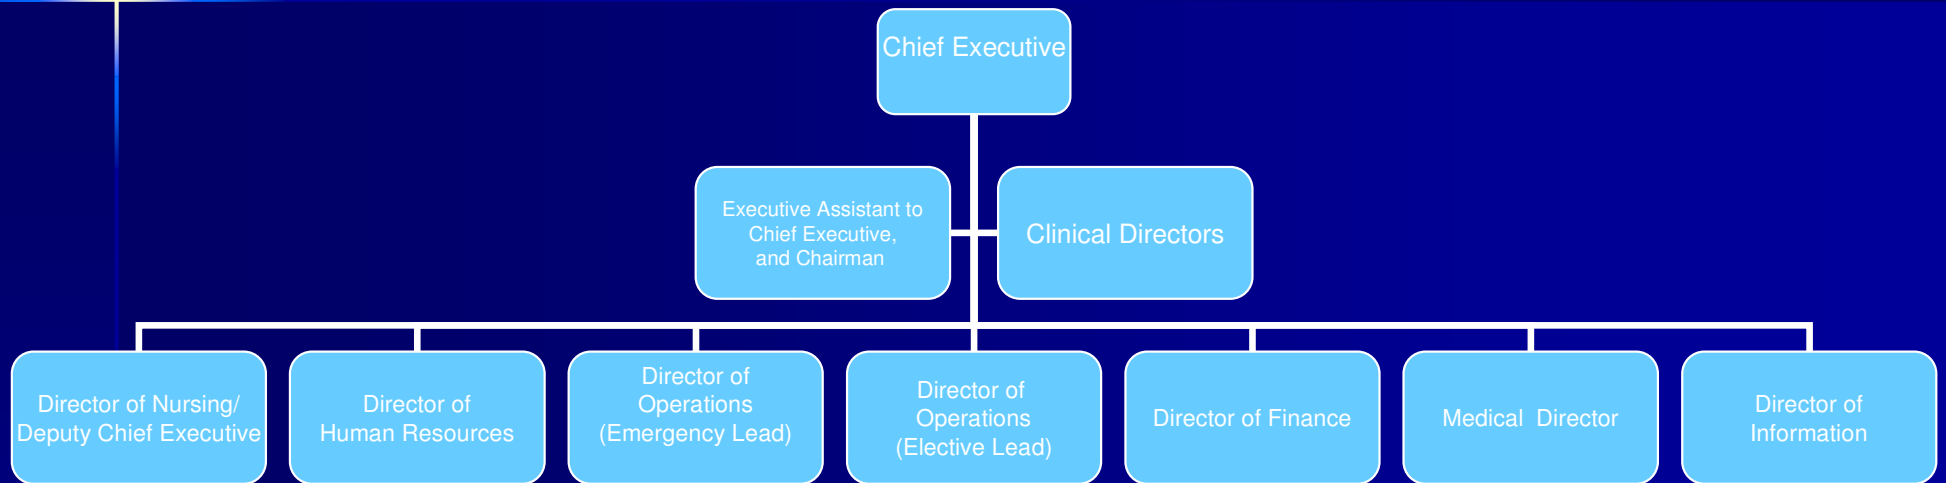 Chief Executive
Executive Assistant to
Chief Executive,
and Chairman
Clinical Directors
Director of Nursing/
Deputy Chief Executive
Director of
Human Resources
Director of
Operations
(Emergency Lead)
Director of
Operations
(Elective Lead)
Director of Finance
Medical Director
Director of
Information